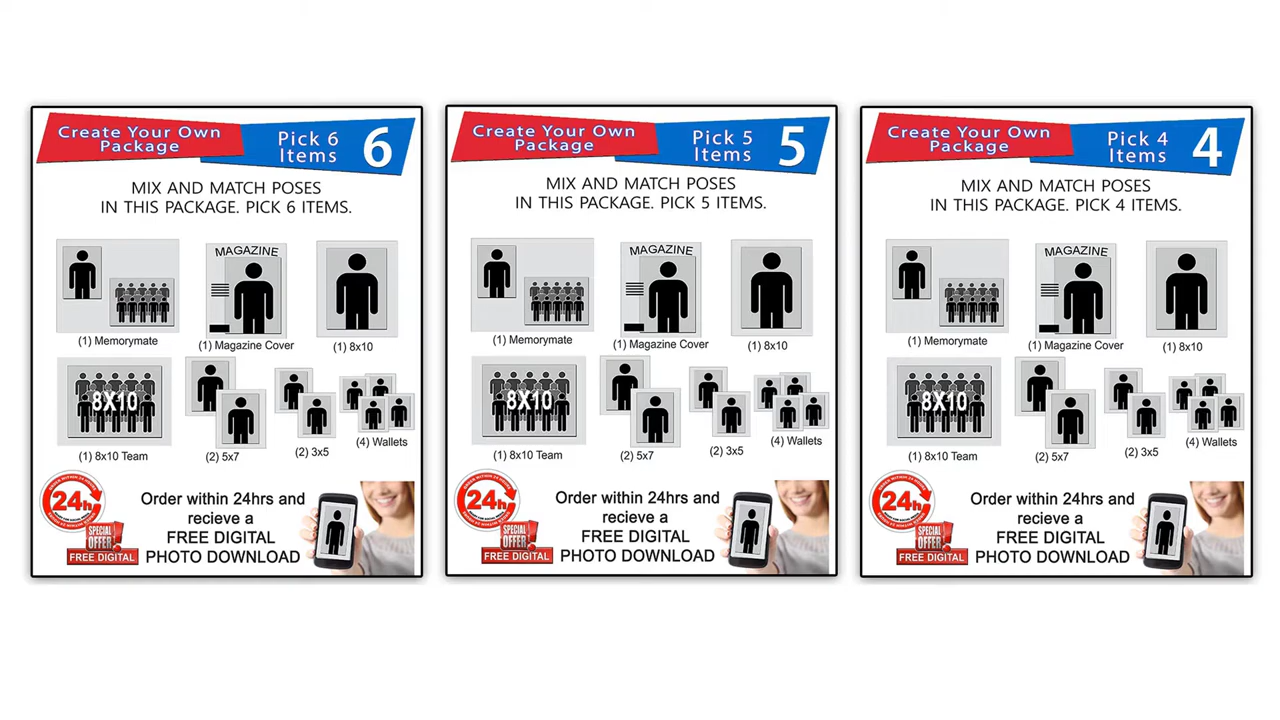 Create Your Own
Package
Pick 6
Items
6
MIX AND MATCH POSES
IN THIS PACKAGE. PICK 6 ITEMS.
MAGAZINE
(1) Memorymate
(1) Magazine Cover
(1) 8x10
8X10
(1) 8x10 Team
(2) 5x7
(2) 3x5
(4) Wallets
24h
SPECIAL
OFFER
FREE DIGITAL
Order within 24hrs and
recieve a
FREE DIGITAL
PHOTO DOWNLOAD
Create Your Own
Package
Pick 5
Items
5
MIX AND MATCH POSES
IN THIS PACKAGE. PICK 5 ITEMS.
MAGAZINE
(1) Memorymate
(1) Magazine Cover
(1) 8x10
8X10
(1) 8x10 Team
(2) 5x7
(2) 3x5
(4) Wallets
24h
SPECIAL
OFFER
FREE DIGITAL
Order within 24hrs and
recieve a
FREE DIGITAL
PHOTO DOWNLOAD
Create Your Own
Package
Pick 4
Items
4
MIX AND MATCH POSES
IN THIS PACKAGE. PICK 4 ITEMS.
MAGAZINE
(1) Memorymate
(1) Magazine Cover
(1) 8x10
8X10
(1) 8x10 Team
(2) 5x7
(2) 3x5
(4) Wallets
24h
SPECIAL
OFFER
FREE DIGITAL
Order within 24hrs and
recieve a
FREE DIGITAL
PHOTO DOWNLOAD